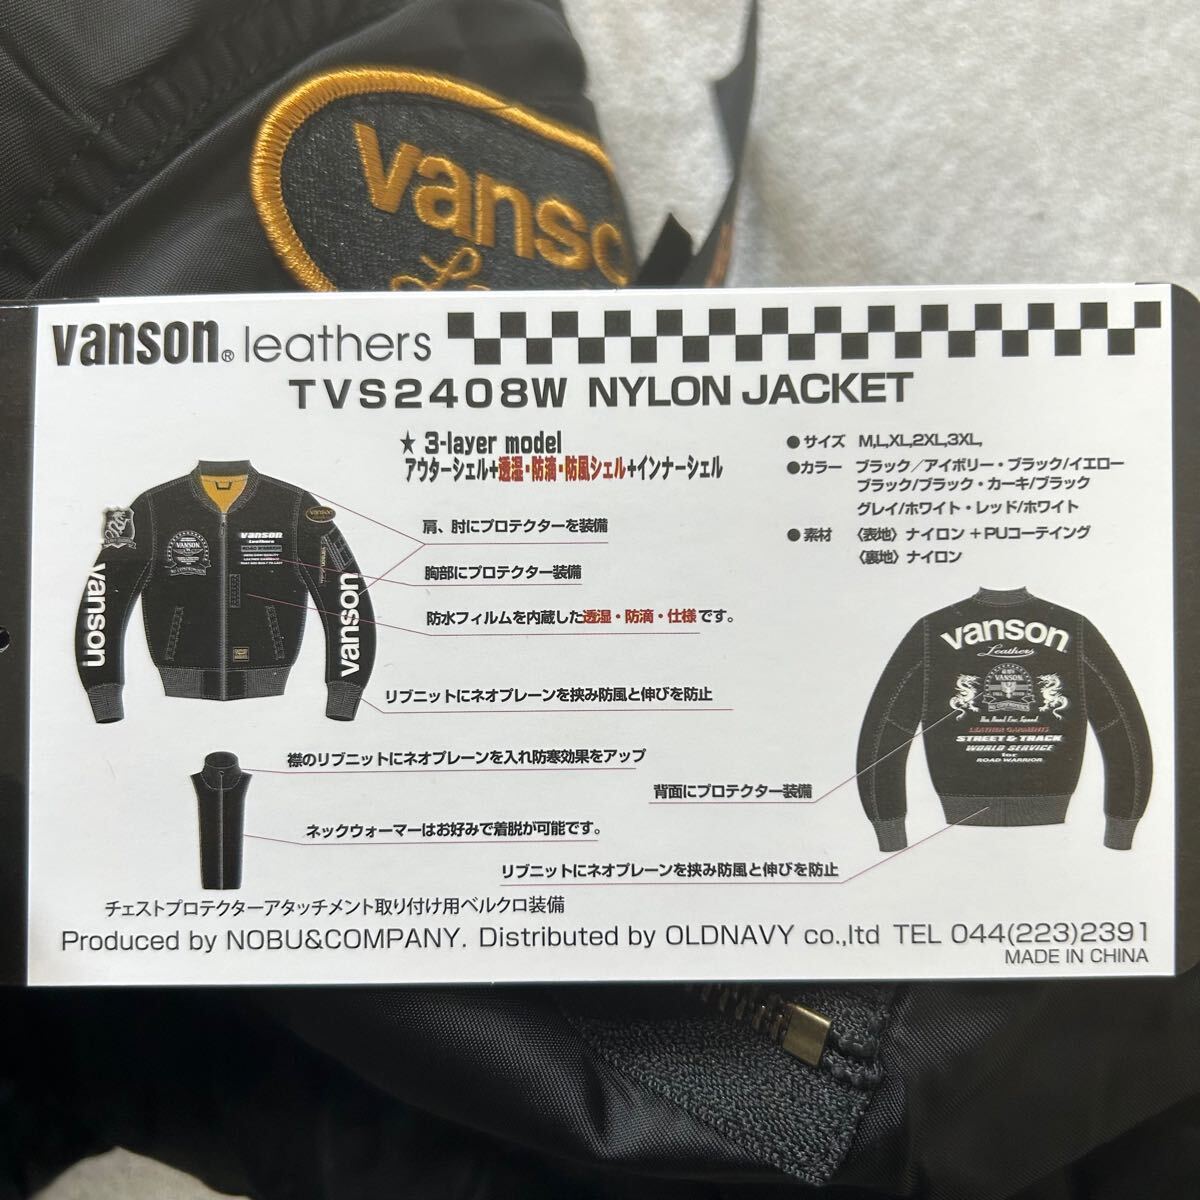 vanson
vanson® leathers
TVS2408W NYLON JACKET
★ 3-layer model
アウターシェル+透湿・防滴・防風シェル+インナーシェル
●サイズ M,L,XL,2XL,3XL,
●カラー ブラック／アイボリー・ブラック/イエロー
ブラック/ブラック・カーキ/ブラック
グレイ/ホワイト・レッド/ホワイト
●素材 〈表地〉ナイロン＋PUコーテイング
〈裏地〉ナイロン
肩、肘にプロテクターを装備
胸部にプロテクター装備
防水フィルムを内蔵した透湿・防滴・仕様です。
リブニットにネオプレーンを挟み防風と伸びを防止
襟のリブニットにネオプレーンを入れ防寒効果をアップ
ネックウォーマーはお好みで着脱が可能です。
背面にプロテクター装備
リブニットにネオプレーンを挟み防風と伸びを防止
vanson
vanson
VANSON
vanson
Leathers
vanson
Leathers
VANSON
STREET & TRACK
WORLD SERVICE
for
ROAD WARRIOR
チェストプロテクターアタッチメント取り付け用ベルクロ装備
Produced by NOBU&COMPANY. Distributed by OLDNAVY co.,ltd TEL 044(223)2391
MADE IN CHINA